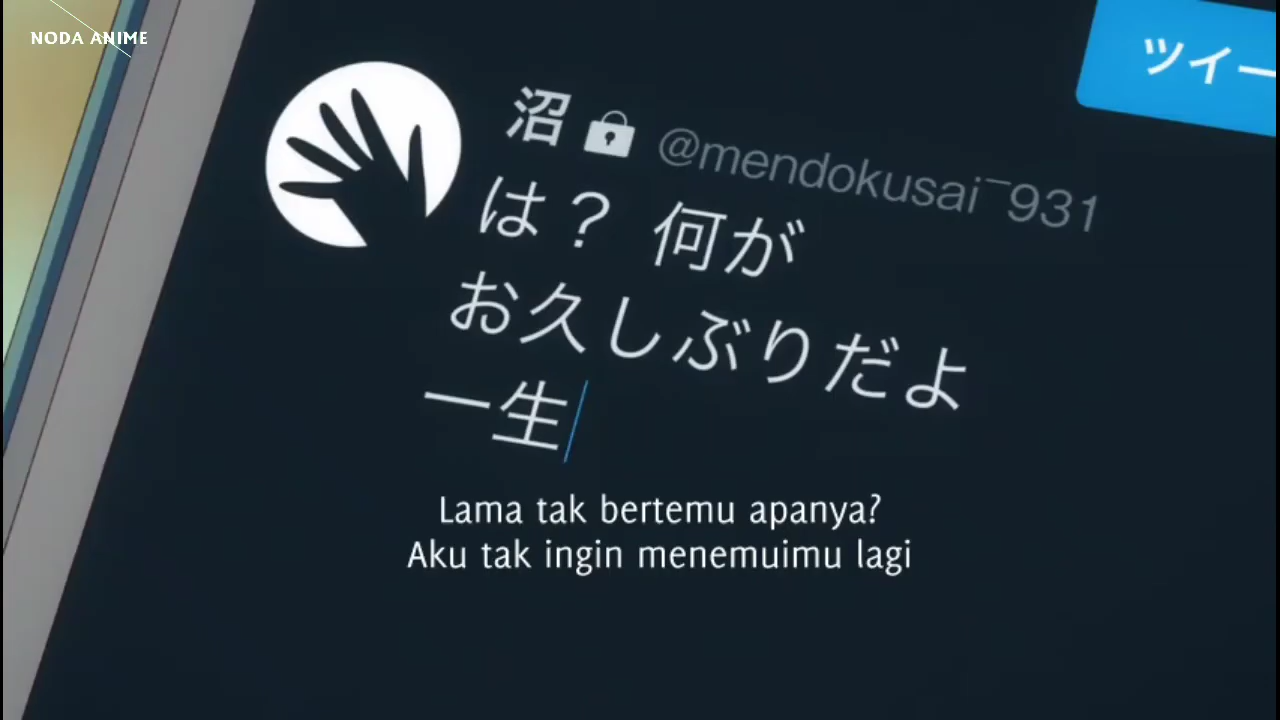 NODA ANIME
ツイー
沼 @mendokusai_931
は？ 何が
お久しぶりだよ
一生
Lama tak bertemu apanya?
Aku tak ingin menemuimu lagi